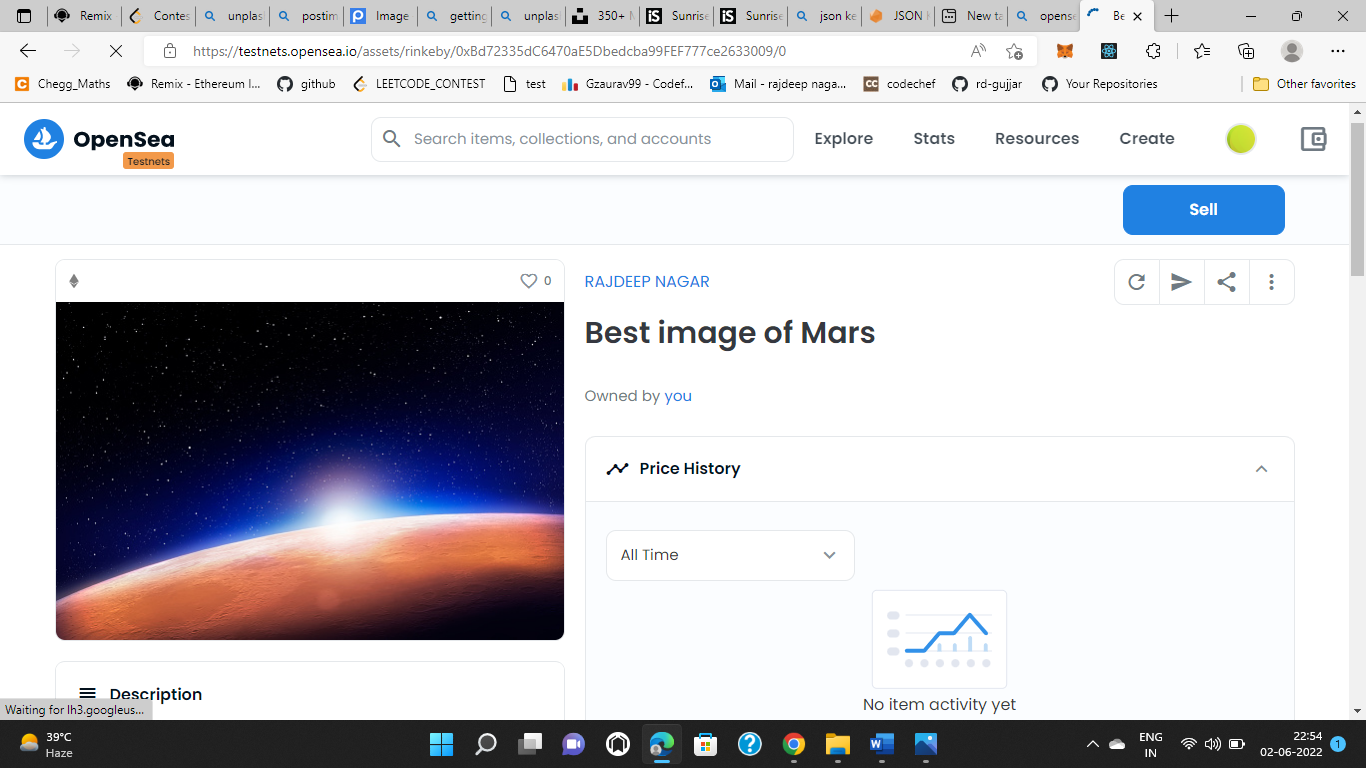 Remix
Contes
unplas
postim
Image
getting
unplas
350+ N
Sunrise
Sunrise
json ke
JSON
New ta
opense
Be
https://testnets.opensea.io/assets/rinkeby/0xBd72335dC6470aE5Dbedcba99FEF777ce2633009/0
Chegg_Maths
Remix - Ethereum I...
github
LEETCODE_CONTEST
test
Gzaurav99 - Codef...
Mail - rajdeep naga...
codechef
rd-gujjar
Your Repositories
Other favorites
OpenSea
Testnets
Search items, collections, and accounts
Explore
Stats
Resources
Create
Sell
0
RAJDEEP NAGAR
Best image of Mars
Owned by you
Price History
All Time
No item activity yet
Description
Waiting for lh3.googleus...
39°C
Haze
ENG
IN
22:54
02-06-2022
1